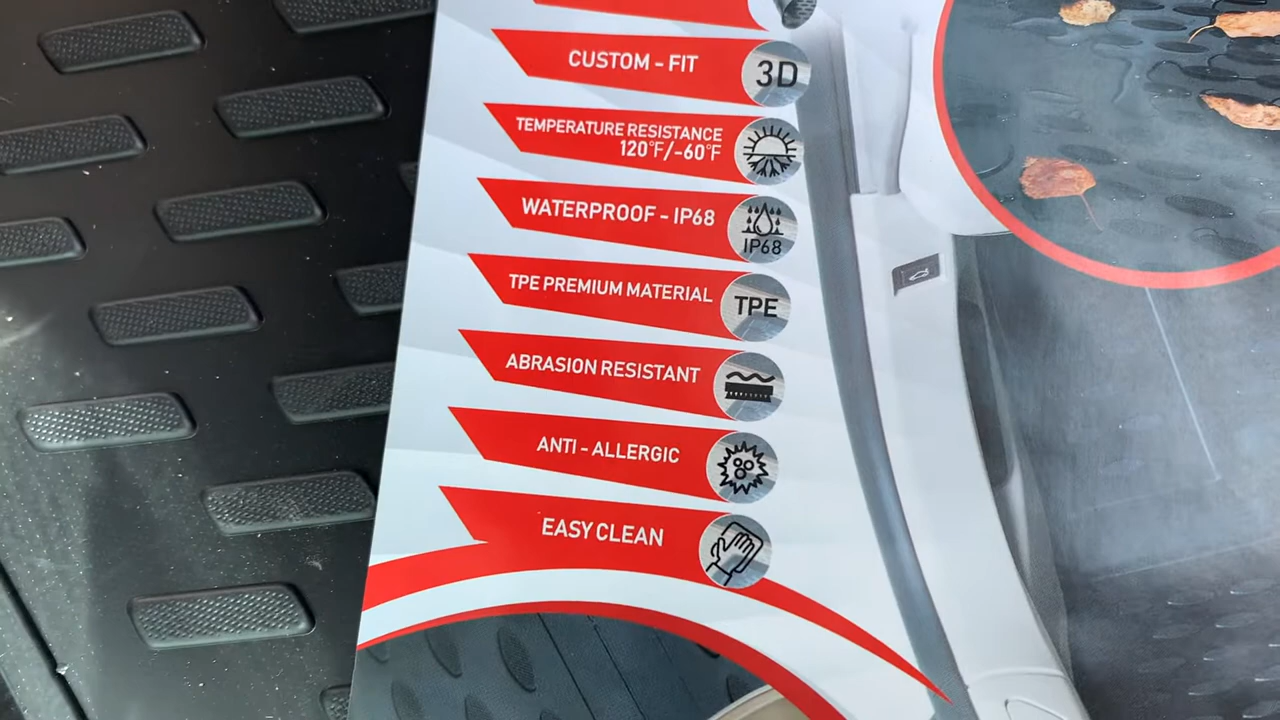 CUSTOM - FIT
3D
TEMPERATURE RESISTANCE
120°F/-60°F
WATERPROOF - IP68
IP68
TPE PREMIUM MATERIAL
TPE
ABRASION RESISTANT
ANTI - ALLERGIC
EASY CLEAN